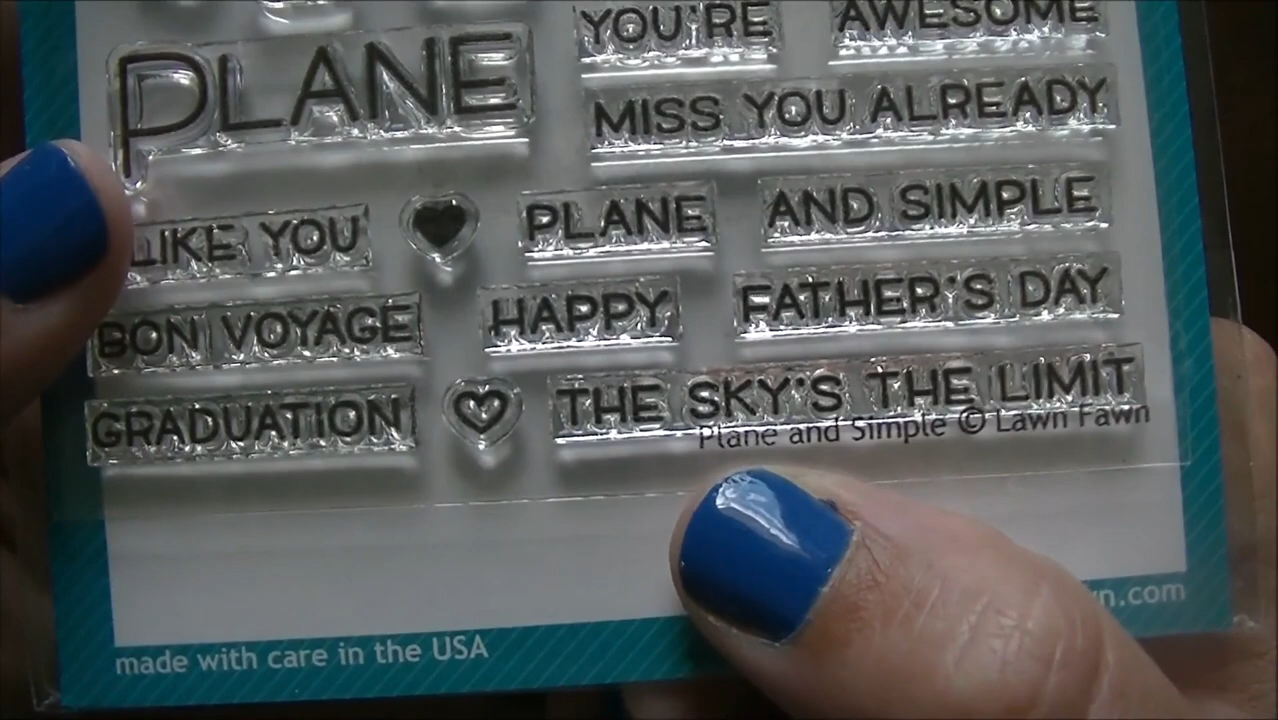 YOU'RE AWESOME
PLANE
MISS YOU ALREADY
LIKE YOU PLANE AND SIMPLE
BON VOYAGE HAPPY FATHER'S DAY
GRADUATION THE SKY'S THE LIMIT
Plane and Simple © Lawn Fawn
made with care in the USA